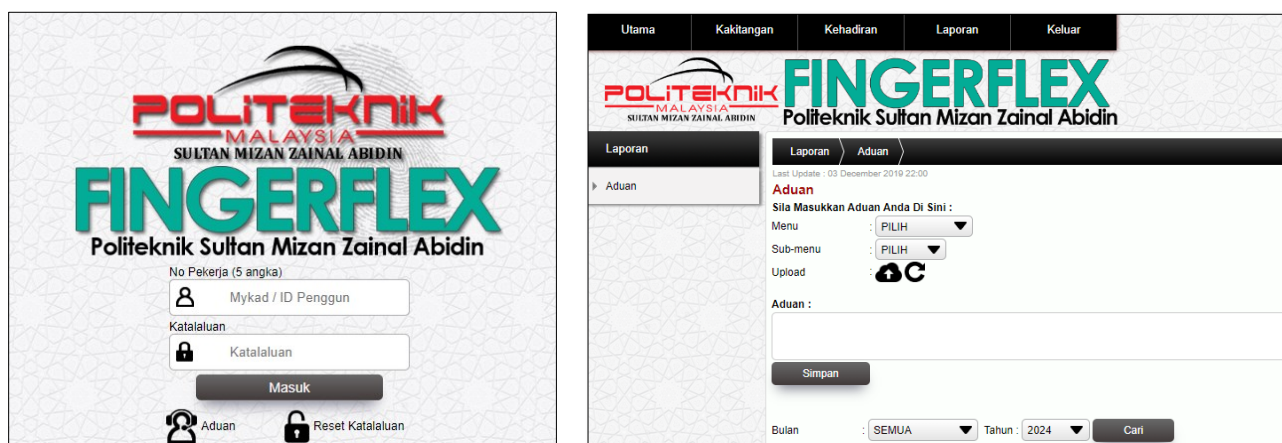 POLITEKNIK
MALAYSIA
SULTAN MIZAN ZAINAL ABIDIN
FINGERFLEX
Politeknik Sultan Mizan Zainal Abidin
No Pekerja (5 angka)
Mykad / ID Penggun
Katalaluan
Katalaluan
Masuk
Aduan
Reset Katalaluan
Utama
Kakitangan
Kehadiran
Laporan
Keluar
POLITEKNIK
MALAYSIA
SULTAN MIZAN ZAINAL ABIDIN
FINGERFLEX
Politeknik Sultan Mizan Zainal Abidin
Laporan
Aduan
Laporan Aduan
Last Update : 03 December 2019 22:00
Aduan
Sila Masukkan Aduan Anda Di Sini :
Menu : PILIH
Sub-menu : PILIH
Upload :
Aduan :
Simpan
Bulan : SEMUA Tahun : 2024 Cari